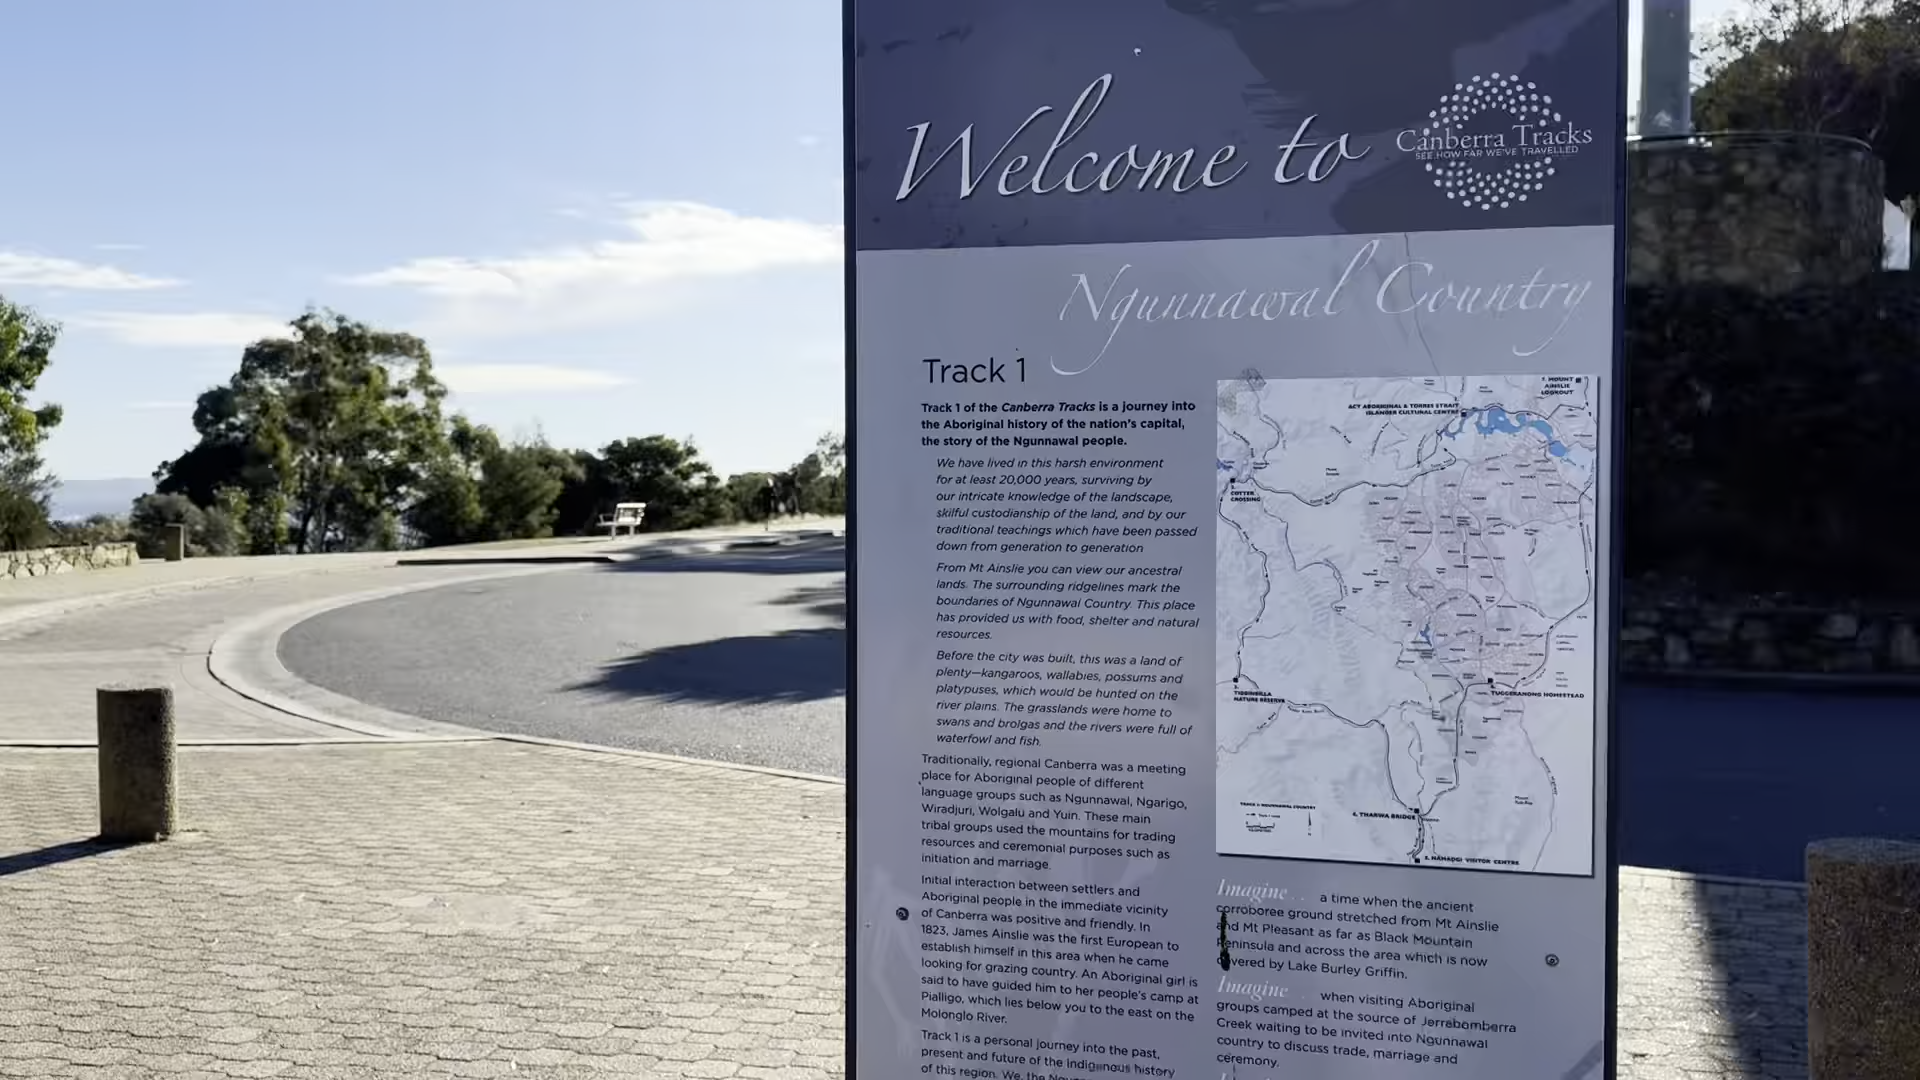 Welcome to
Canberra Tracks
SEE HOW FAR WE'VE TRAVELLED
Ngunnawal Country
Track 1
Track 1 of the Canberra Tracks is a journey into
the Aboriginal history of the nation's capital,
the story of the Ngunnawal people.
We have lived in this harsh environment
for at least 20,000 years, surviving by
our intricate knowledge of the landscape,
skilful custodianship of the land, and by our
traditional teachings which have been passed
down from generation to generation
From Mt Ainslie you can view our ancestral
lands. The surrounding ridgelines mark the
boundaries of Ngunnawal Country. This place
has provided us with food, shelter and natural
resources.
Before the city was built, this was a land of
plenty—kangaroos, wallabies, possums and
platypuses, which would be hunted on the
river plains. The grasslands were home to
swans and brolgas and the rivers were full of
waterfowl and fish.
Traditionally, regional Canberra was a meeting
place for Aboriginal people of different
language groups such as Ngunnawal, Ngarigo,
Wiradjuri, Wolgalu and Yuin. These main
tribal groups used the mountains for trading
resources and ceremonial purposes such as
initiation and marriage.
Initial interaction between settlers and
Aboriginal people in the immediate vicinity
of Canberra was positive and friendly. In
1823, James Ainslie was the first European to
establish himself in this area when he came
looking for grazing country. An Aboriginal girl is
said to have guided him to her people's camp at
Pialligo, which lies below you to the east on the
Molonglo River.
Track 1 is a personal journey into the past,
present and future of the Indigenous history
of this region. We, the
1. MOUNT
AINSLIE
LOOKOUT
ACT ABORIGINAL & TORRES STRAIT
ISLANDER CULTURAL CENTRE
COTTER
CROSSING
TIDBINBILLA
NATURE RESERVE
TUGGERANONG HOMESTEAD
TRACK 1: NGUNNAWAL COUNTRY
4. THARWA BRIDGE
5. NAMADGI VISITOR CENTRE
Imagine... a time when the ancient
corroboree ground stretched from Mt Ainslie
and Mt Pleasant as far as Black Mountain
Peninsula and across the area which is now
covered by Lake Burley Griffin.
Imagine... when visiting Aboriginal
groups camped at the source of Jerrabomberra
Creek waiting to be invited into Ngunnawal
country to discuss trade, marriage and
ceremony.